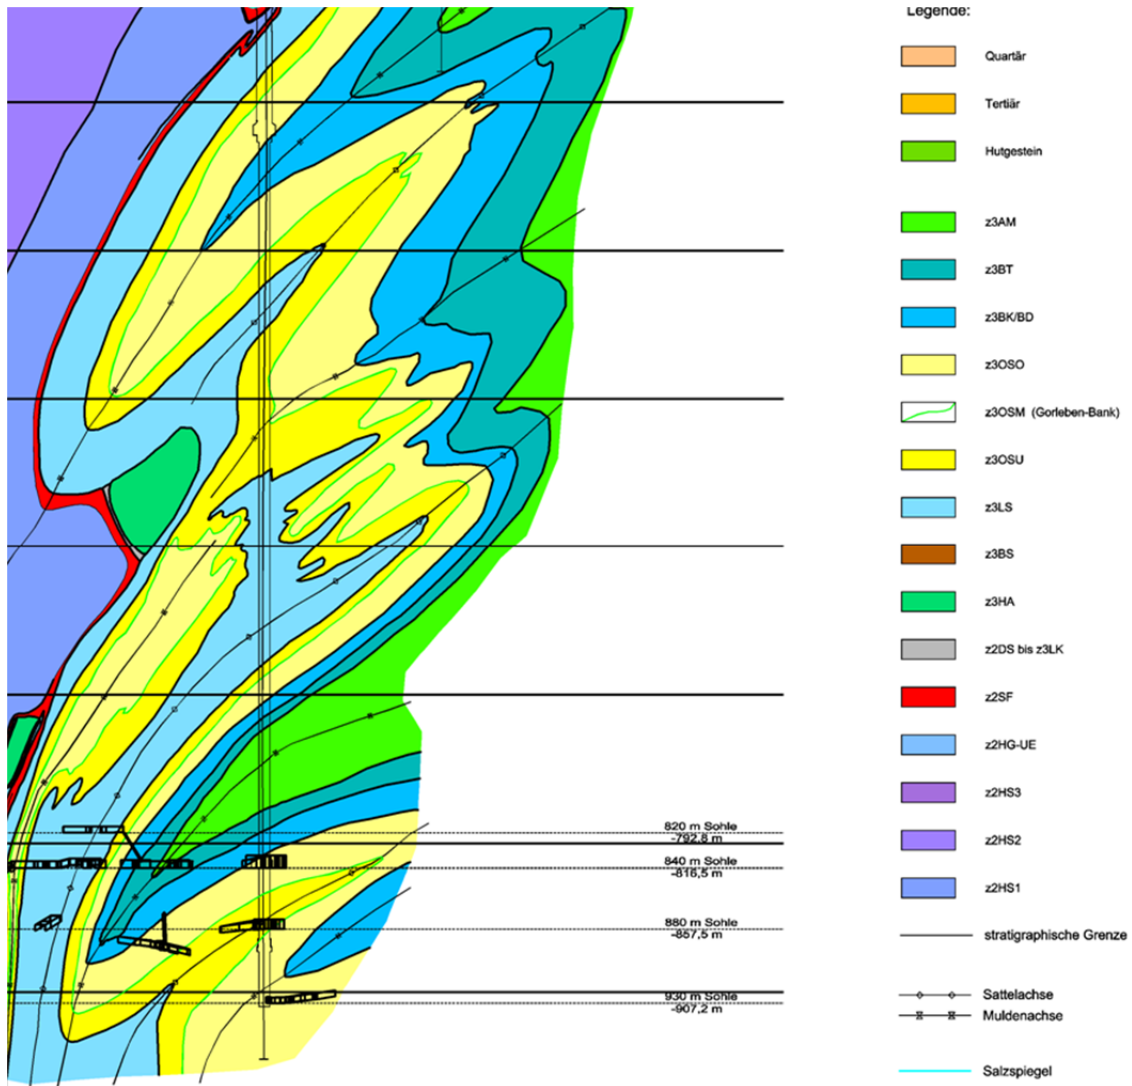 Legende:
Quartär
Tertiär
Hutgestein
z3AM
z3BT
z3BK/BD
z3OSO
z3OSM (Gorleben-Bank)
z3OSU
z3LS
z3BS
z3HA
z2DS bis z3LK
z2SF
z2HG-UE
z2HS3
z2HS2
z2HS1
stratigraphische Grenze
Sattelachse
Muldenachse
Salzspiegel
820 m Sohle
-792,8 m
840 m Sohle
-816,5 m
880 m Sohle
-857,5 m
930 m Sohle
-907,2 m